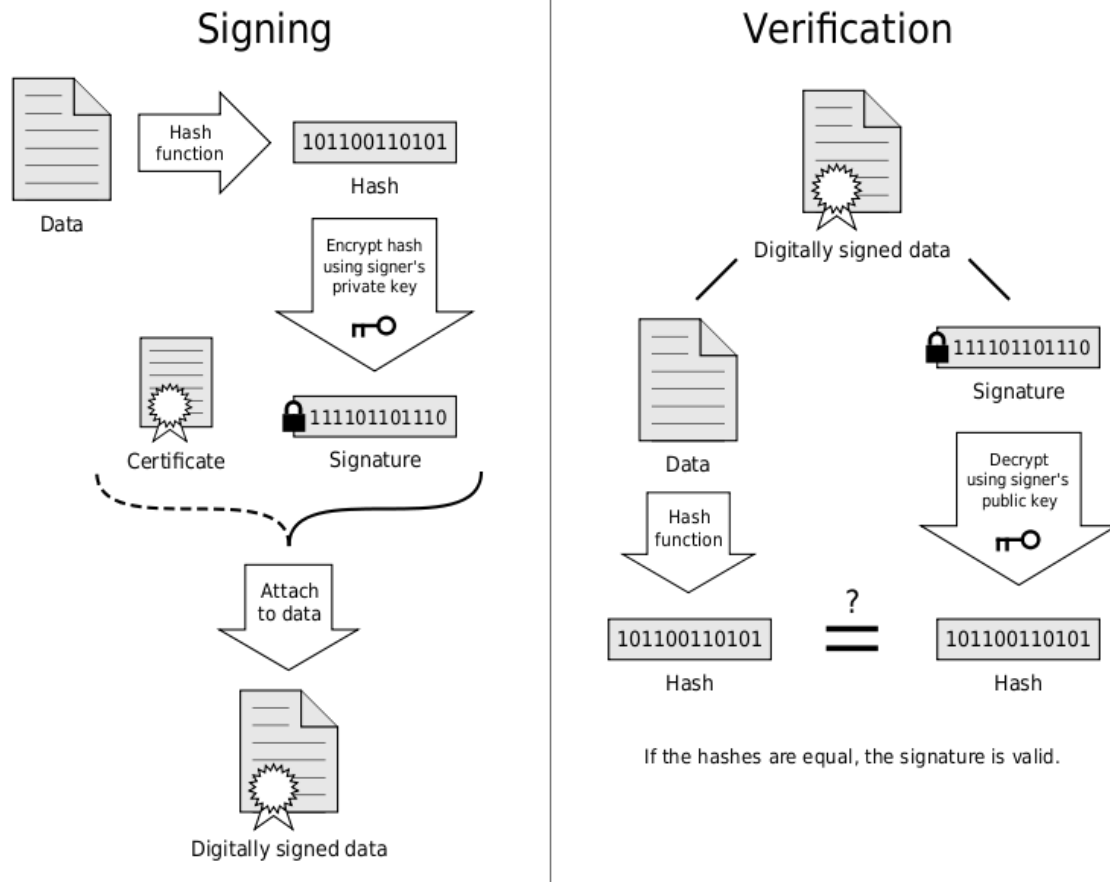 Signing
Data
Hash
function
101100110101
Hash
Encrypt hash
using signer's
private key
Certificate
111101101110
Signature
Attach
to data
Digitally signed data
Verification
Digitally signed data
Data
Hash
function
101100110101
Hash
111101101110
Signature
Decrypt
using signer's
public key
?
101100110101
Hash
If the hashes are equal, the signature is valid.